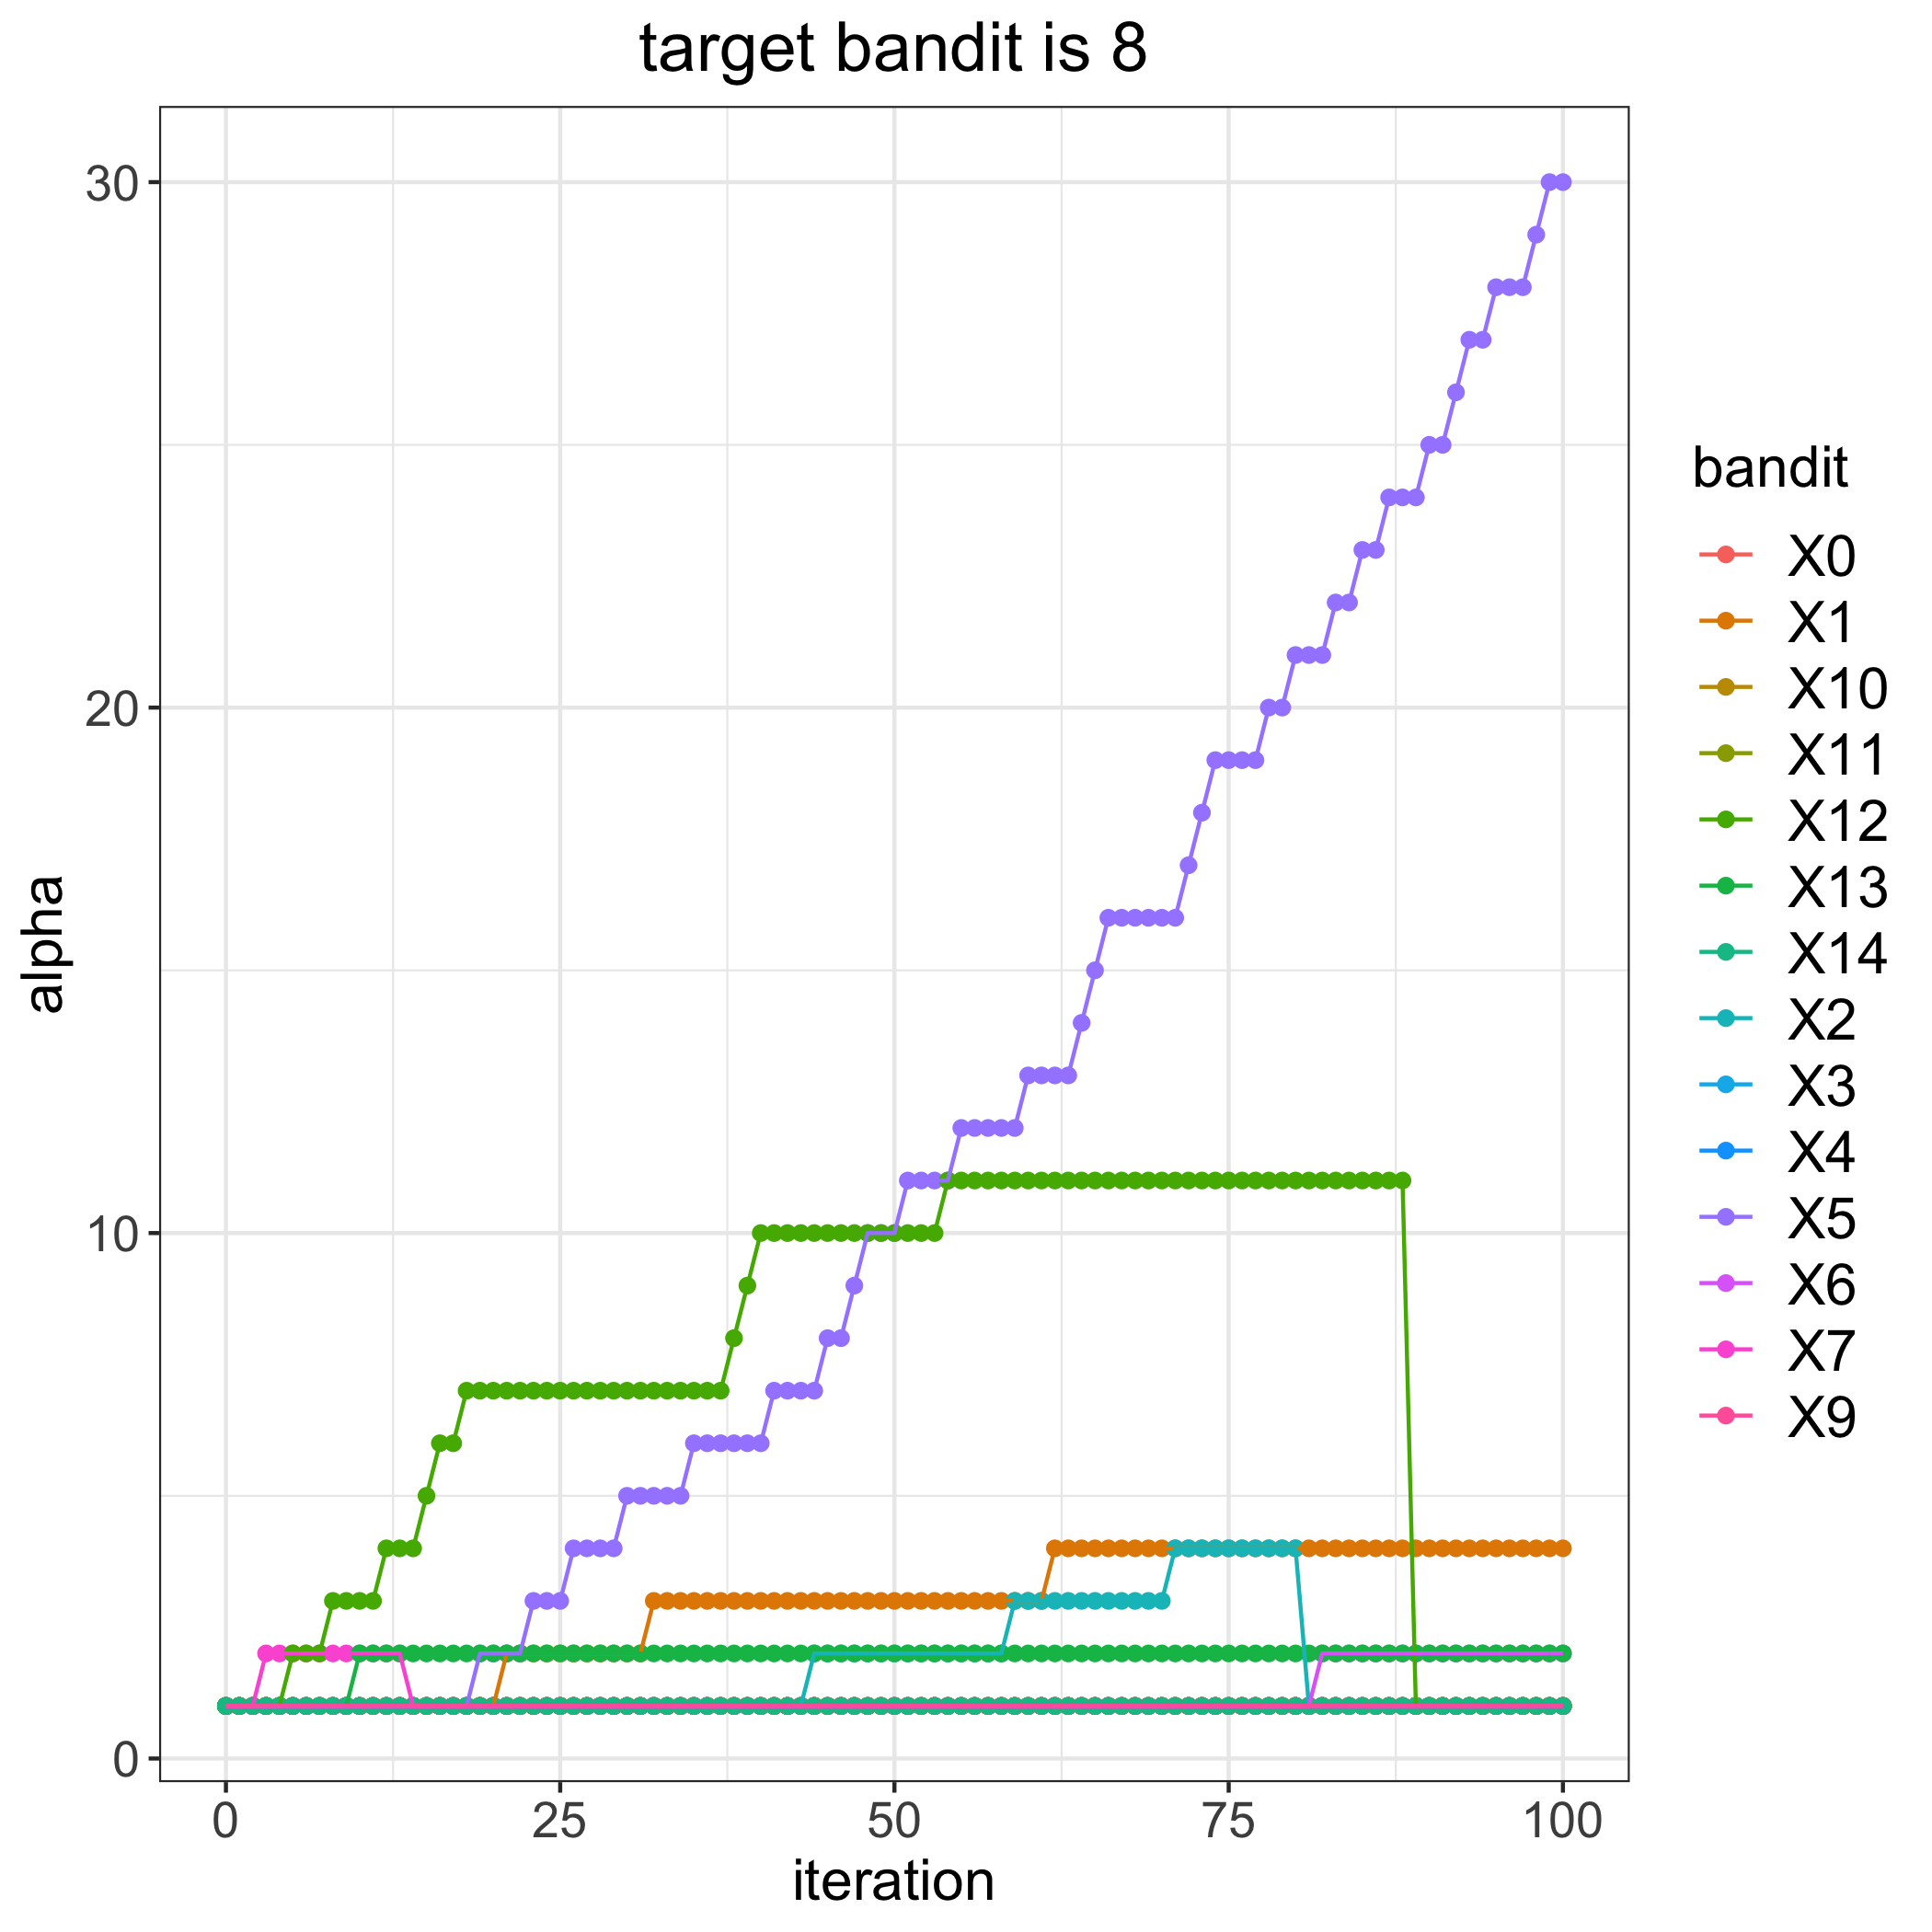 target bandit is 8
30
20
10
0
alpha
0 25 50 75 100
iteration
bandit
X0
X1
X10
X11
X12
X13
X14
X2
X3
X4
X5
X6
X7
X9